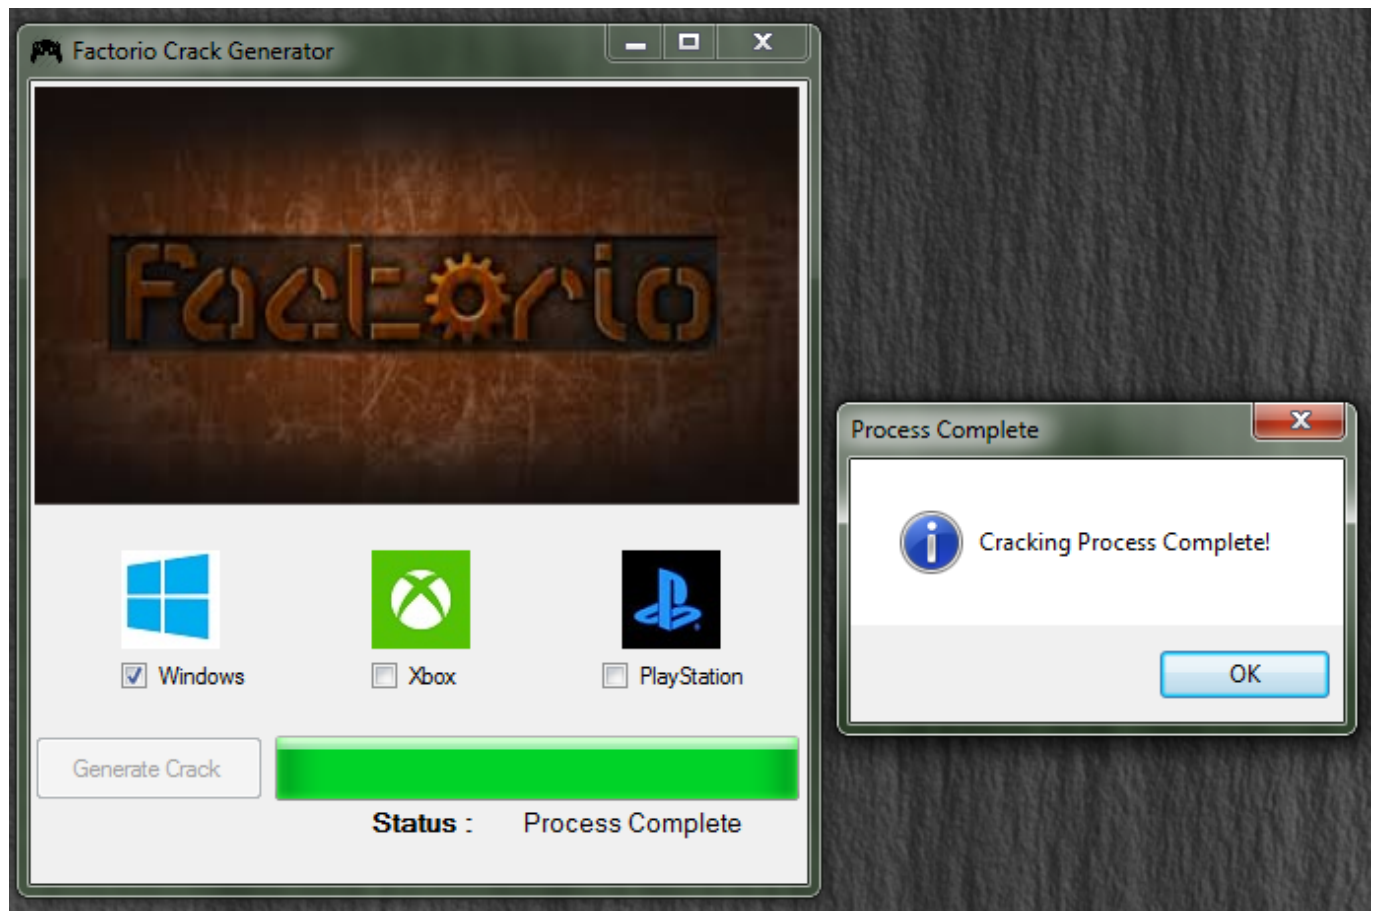 Factorio Crack Generator
Factorio
Windows
Xbox
PlayStation
Generate Crack
Status : Process Complete
Process Complete
Cracking Process Complete!
OK